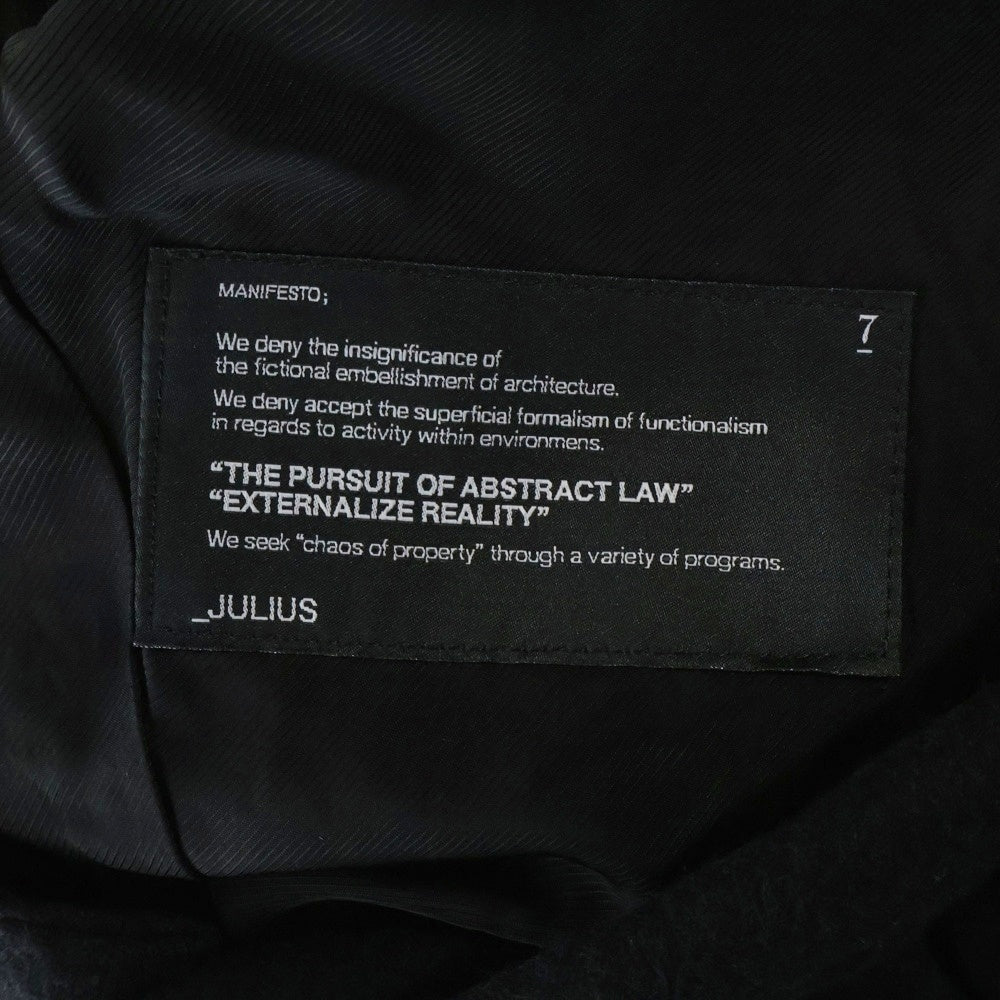 MANIFESTO;
7
We deny the insignificance of
the fictional embellishment of architecture.
We deny accept the superficial formalism of functionalism
in regards to activity within environmens.
“THE PURSUIT OF ABSTRACT LAW”
“EXTERNALIZE REALITY”
We seek “chaos of property” through a variety of programs.
_JULIUS